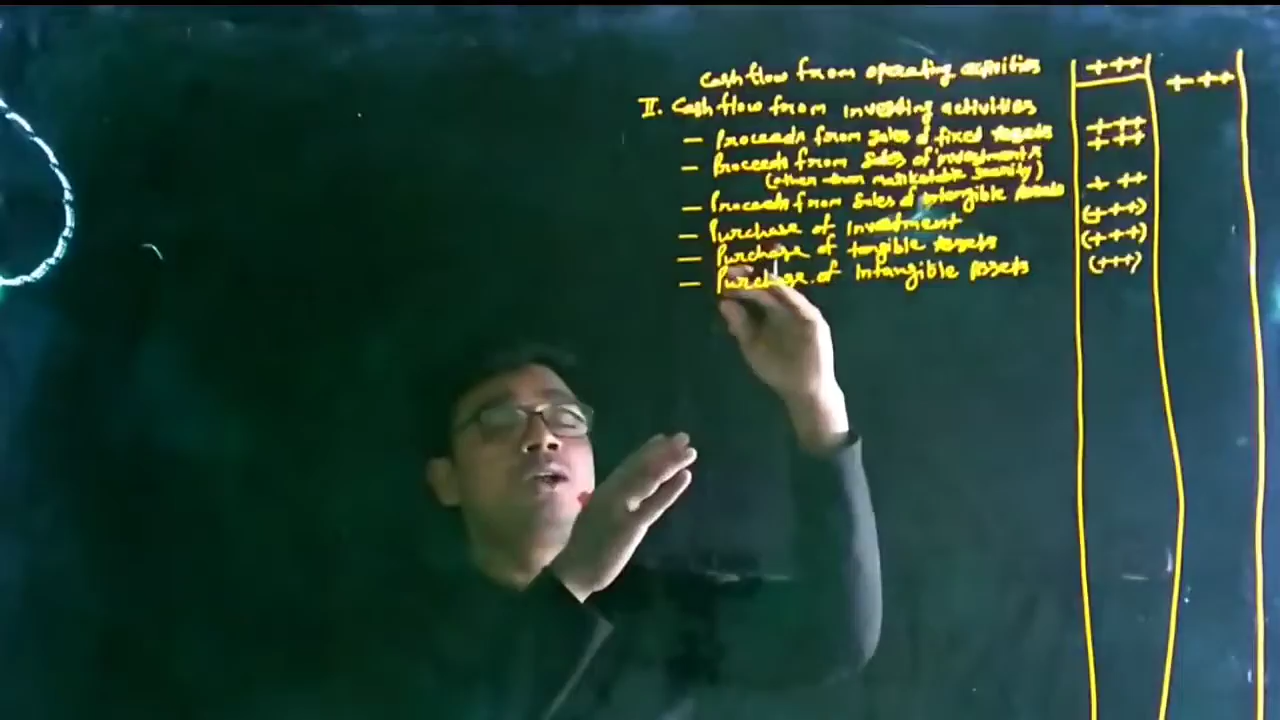 Cash flow from operating activities +++ +++
II. Cash flow from investing activities
— Proceeds from sales of fixed Assets +++
— Proceeds from sales of investments +++
(other than marketable security)
— Proceeds from sales of intangible Assets +++
— Purchase of Investment (+++)
— Purchase of tangible Assets (+++)
— Purchase of Intangible Assets (+++)